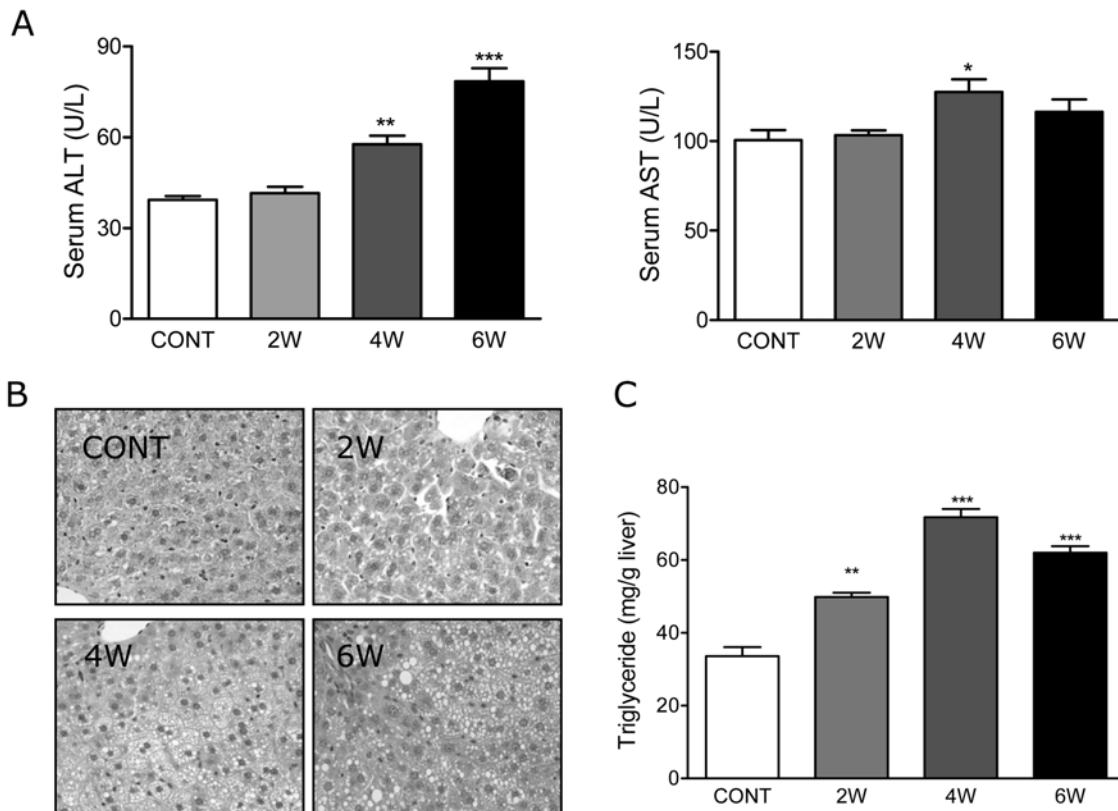 A
Serum ALT (U/L)
90
60
30
0
**
***
CONT 2W 4W 6W
Serum AST (U/L)
150
100
50
0
*
CONT 2W 4W 6W
B
CONT
2W
4W
6W
C
Triglyceride (mg/g liver)
80
60
40
20
0
**
***
***
CONT 2W 4W 6W